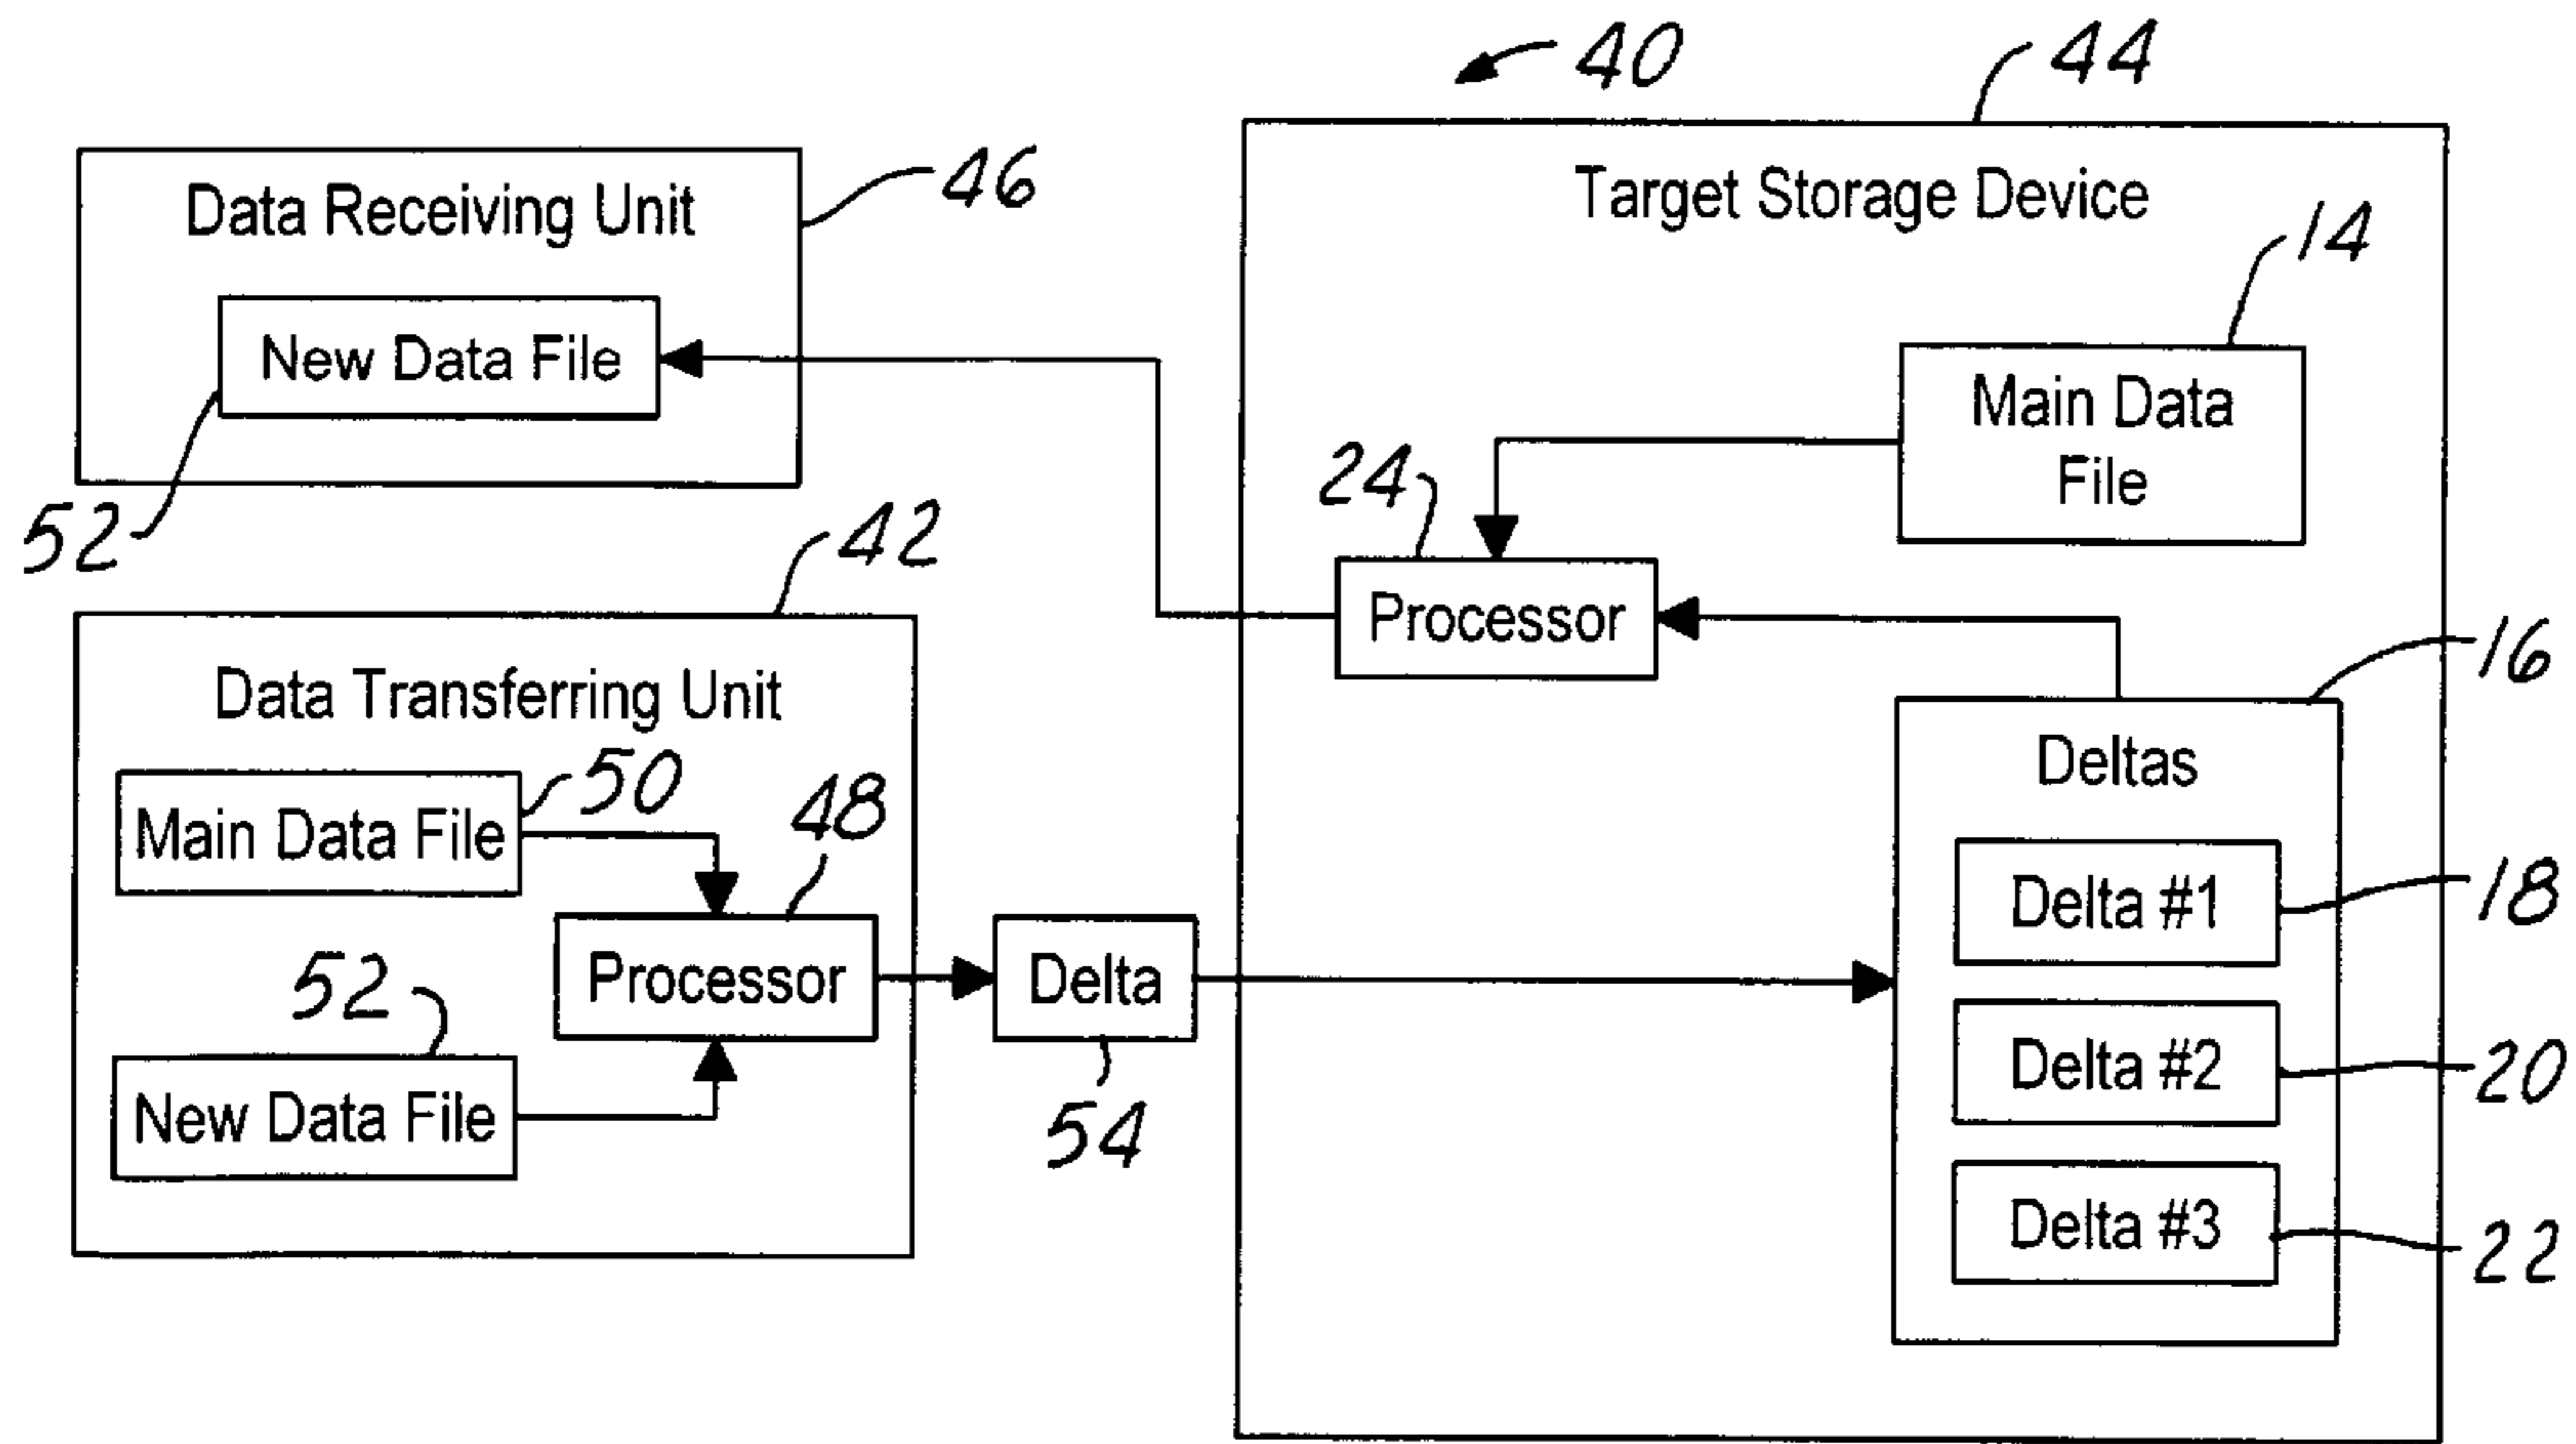 40
44
Target Storage Device
14
Main Data
File
24
Processor
16
Deltas
Delta #1
18
Delta #2
20
Delta #3
22
Data Receiving Unit
46
New Data File
52
42
Data Transferring Unit
Main Data File
50
48
Processor
52
New Data File
Delta
54